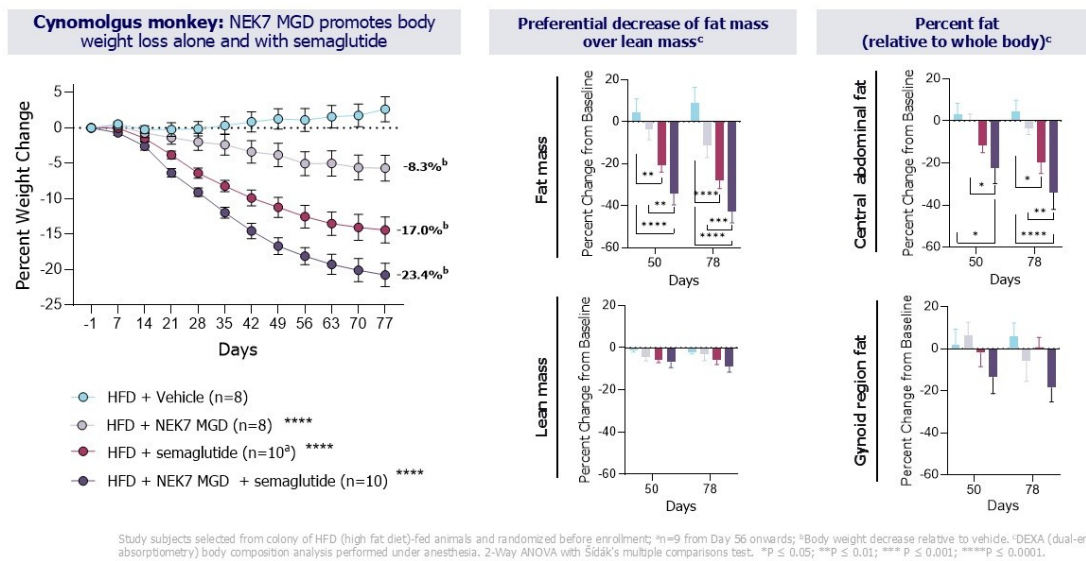 Cynomolgus monkey: NEK7 MGD promotes body
weight loss alone and with semaglutide
Percent Weight Change
5
0
-5
-10
-15
-20
-25
-8.3%ᵇ
-17.0%ᵇ
-23.4%ᵇ
-1 7 14 21 28 35 42 49 56 63 70 77
Days
HFD + Vehicle (n=8)
HFD + NEK7 MGD (n=8) ****
HFD + semaglutide (n=10ᵃ) ****
HFD + NEK7 MGD + semaglutide (n=10) ****
Preferential decrease of fat mass
over lean massᶜ
Fat mass
Percent Change from Baseline
20
0
-20
-40
-60
** ****
** ***
**** ****
50 78
Days
Lean mass
Percent Change from Baseline
20
0
-20
-40
-60
50 78
Days
Percent fat
(relative to whole body)ᶜ
Central abdominal fat
Percent Change from Baseline
20
0
-20
-40
-60
* *
**
* ****
50 78
Days
Gynoid region fat
Percent Change from Baseline
20
0
-20
-40
-60
50 78
Days
Study subjects selected from colony of HFD (high fat diet)-fed animals and randomized before enrollment; ᵃn=9 from Day 56 onwards; ᵇBody weight decrease relative to vehicle. ᶜDEXA (dual-en
absorptiometry) body composition analysis performed under anesthesia. 2-Way ANOVA with Šídák's multiple comparisons test. *P ≤ 0.05; **P ≤ 0.01; *** P ≤ 0.001; ****P ≤ 0.0001.